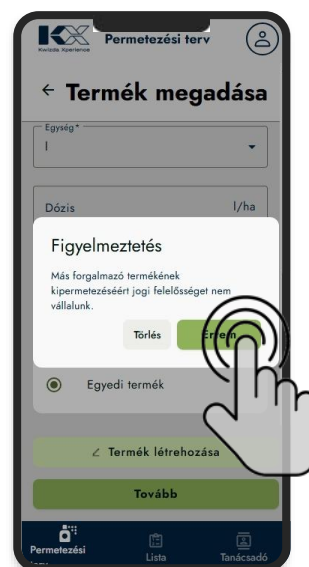 KX
Kwizda Xperience
Permetezési terv
← Termék megadása
Egység*
l
Dózis l/ha
Figyelmeztetés
Más forgalmazó termékének
kipermetezéséért jogi felelősséget nem
vállalunk.
Törlés
Egyedi termék
Termék létrehozása
Tovább
Permetezési
Lista
Tanácsadó